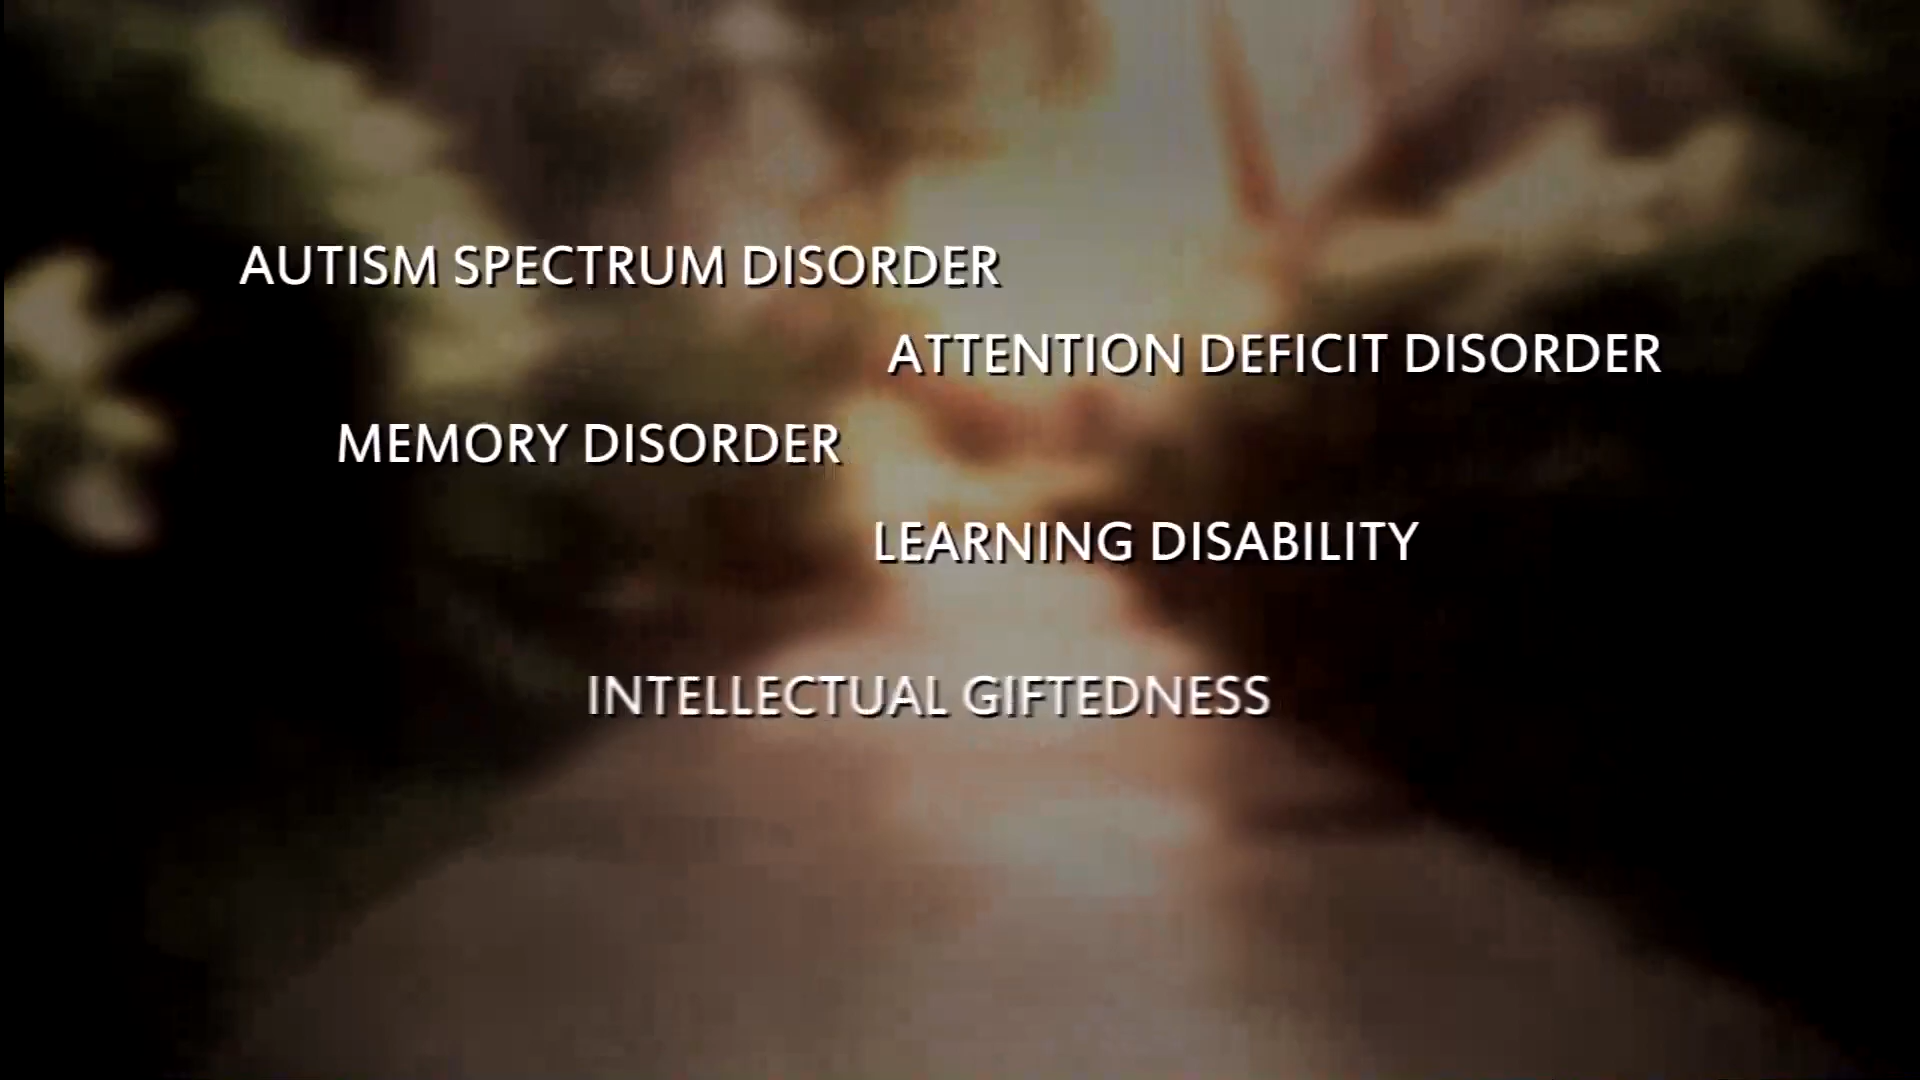 AUTISM SPECTRUM DISORDER
ATTENTION DEFICIT DISORDER
MEMORY DISORDER
LEARNING DISABILITY
INTELLECTUAL GIFTEDNESS